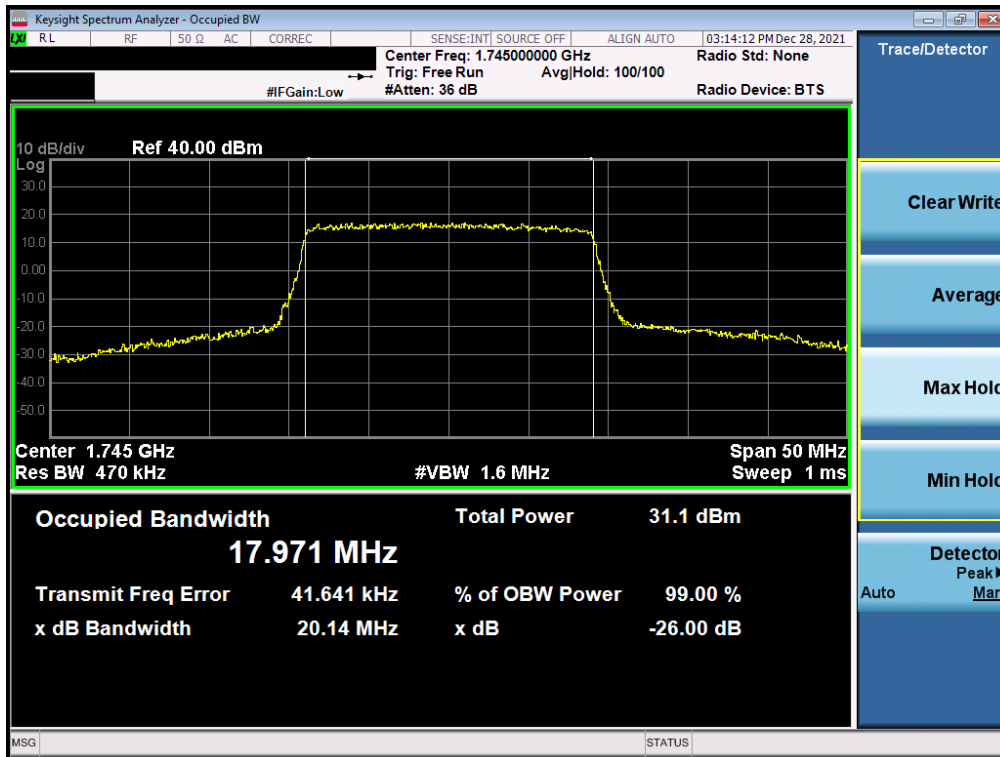 Keysight Spectrum Analyzer - Occupied BW
LXI RL RF 50 Ω AC CORREC SENSE:INT SOURCE OFF ALIGN AUTO 03:14:12 PM Dec 28, 2021
Center Freq: 1.745000000 GHz Radio Std: None
Trig: Free Run Avg|Hold: 100/100
#IFGain:Low #Atten: 36 dB Radio Device: BTS
Trace/Detector
10 dB/div Ref 40.00 dBm
Log
30.0
20.0
10.0
0.00
-10.0
-20.0
-30.0
-40.0
-50.0
Center 1.745 GHz Span 50 MHz
Res BW 470 kHz #VBW 1.6 MHz Sweep 1 ms
Occupied Bandwidth Total Power 31.1 dBm
17.971 MHz
Transmit Freq Error 41.641 kHz % of OBW Power 99.00 %
x dB Bandwidth 20.14 MHz x dB -26.00 dB
Clear Write
Average
Max Hold
Min Hold
Detector
Peak
Auto Man
MSG STATUS